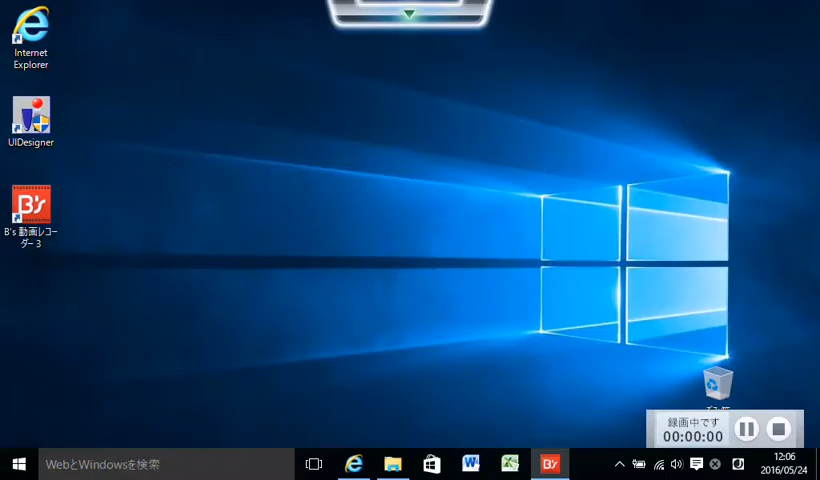 Internet
Explorer
UIDesigner
B's
B's 動画レコー
ダー 3
録画中です
00:00:00
WebとWindowsを検索
B's
12:06
2016/05/24